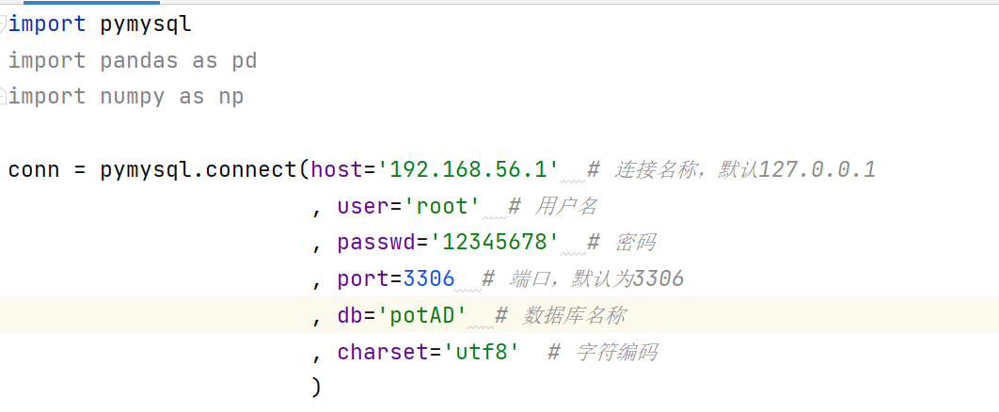 import pymysql
import pandas as pd
import numpy as np
conn = pymysql.connect(host='192.168.56.1'  # 连接名称，默认127.0.0.1
, user='root'  # 用户名
, passwd='12345678'  # 密码
, port=3306  # 端口，默认为3306
, db='potAD'  # 数据库名称
, charset='utf8'  # 字符编码
)